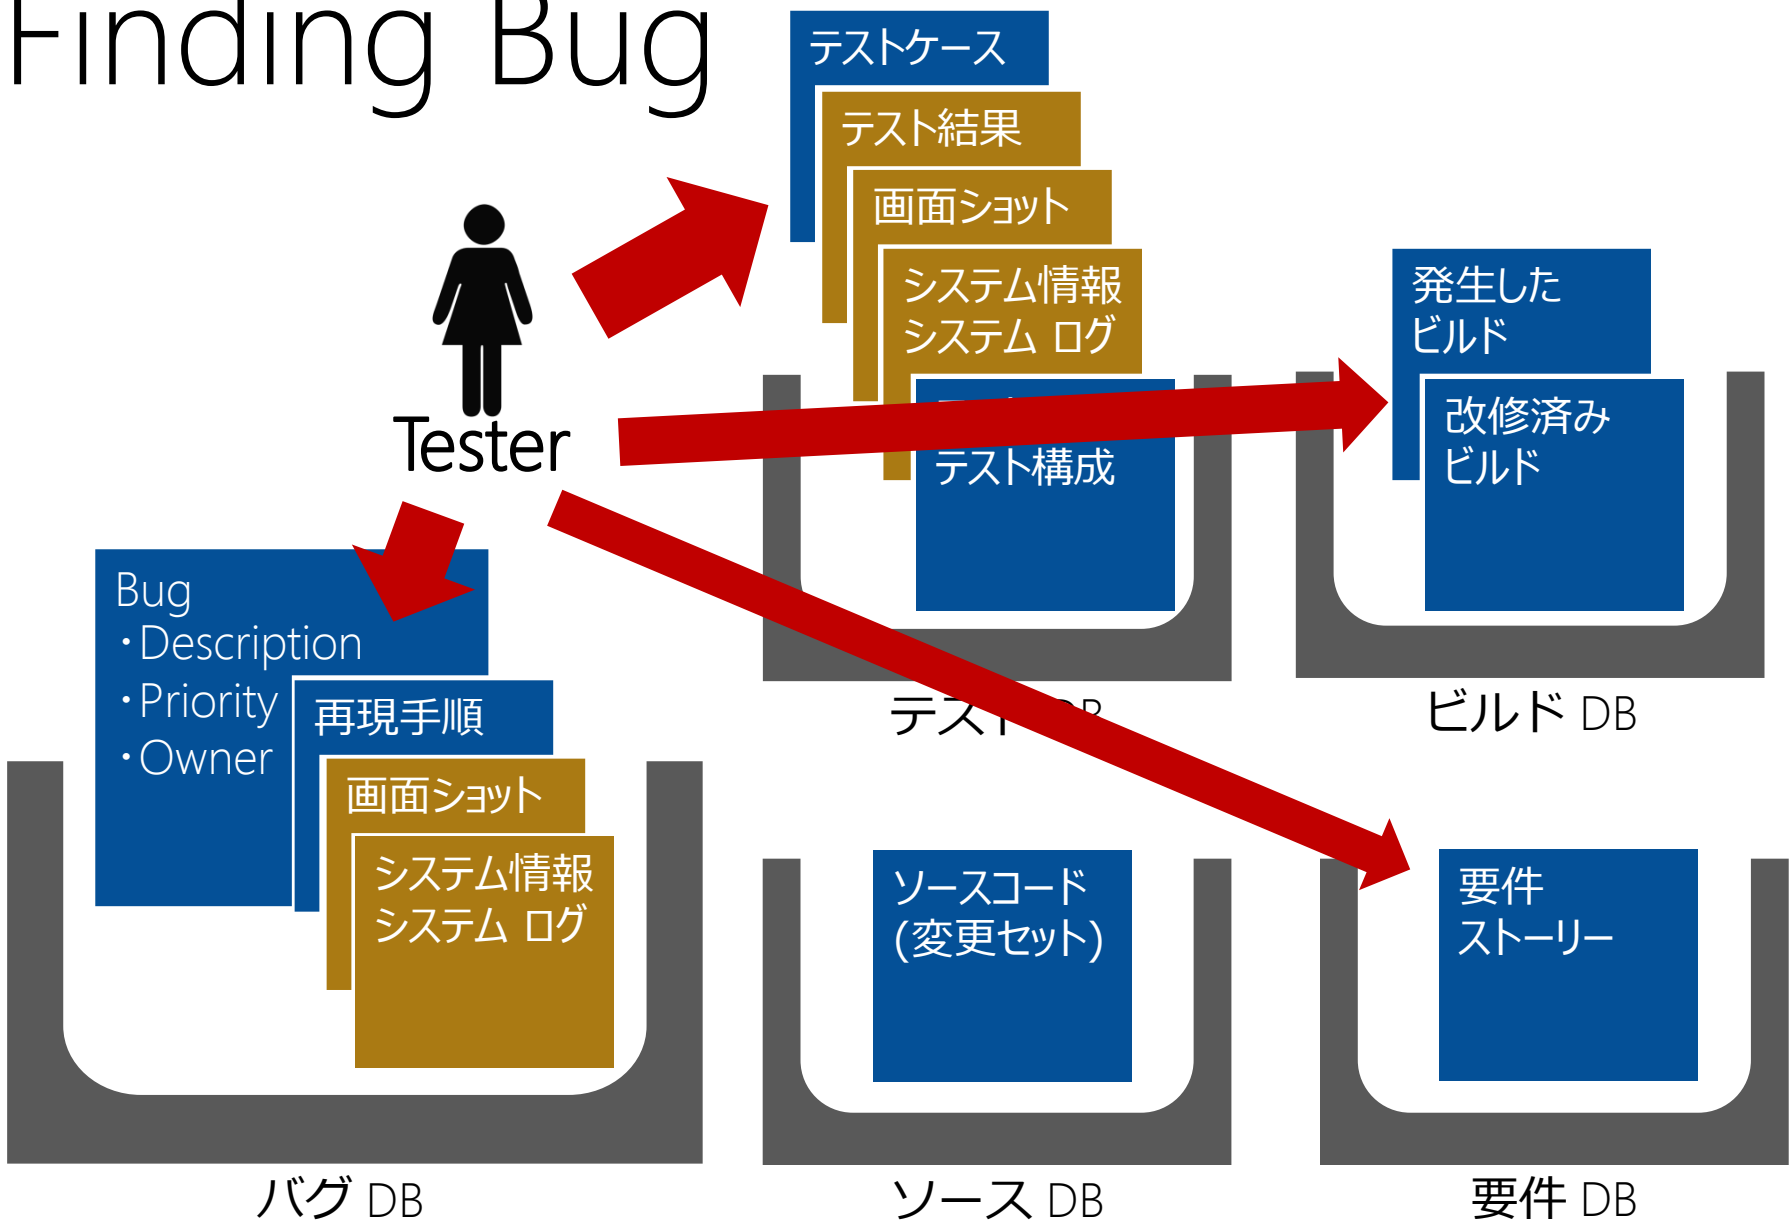 Finding Bug
テストケース
テスト結果
画面ショット
システム情報
システム ログ
テスト構成
発生した
ビルド
改修済み
ビルド
Tester
Bug
・Description
・Priority
・Owner
再現手順
画面ショット
システム情報
システム ログ
テスト DB
ビルド DB
ソースコード
(変更セット)
要件
ストーリー
バグ DB
ソース DB
要件 DB